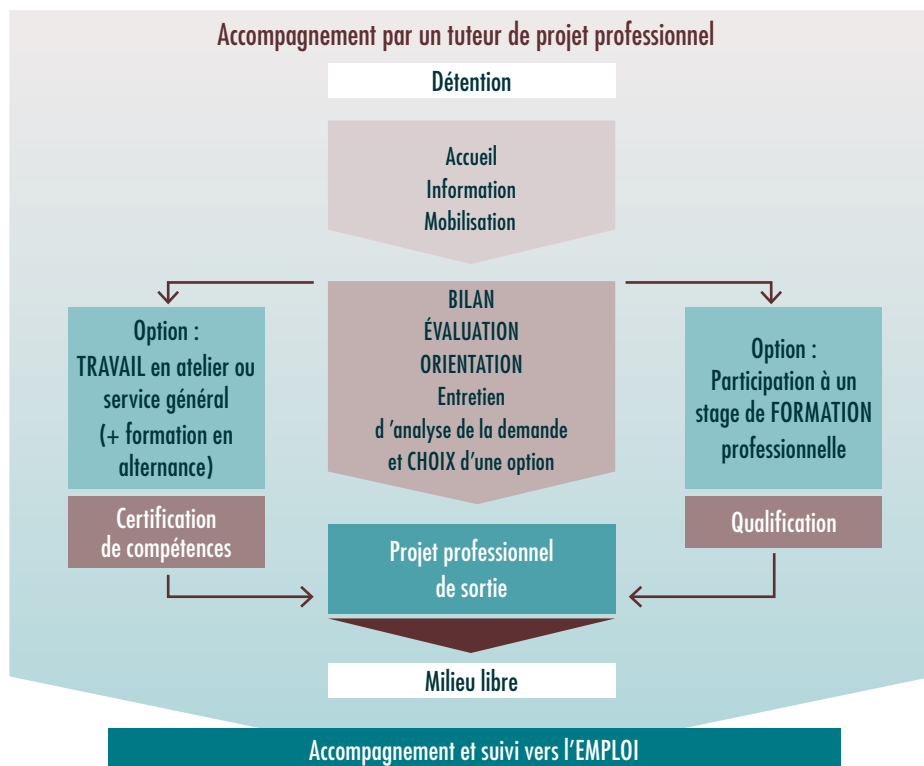 Accompagnement par un tuteur de projet professionnel
Détention
Accueil
Information
Mobilisation
BILAN
ÉVALUATION
ORIENTATION
Entretien
d ’analyse de la demande
et CHOIX d’une option
Option :
TRAVAIL en atelier ou
service général
(+ formation en
alternance)
Certification
de compétences
Option :
Participation à un
stage de FORMATION
professionnelle
Qualification
Projet professionnel
de sortie
Milieu libre
Accompagnement et suivi vers l’EMPLOI